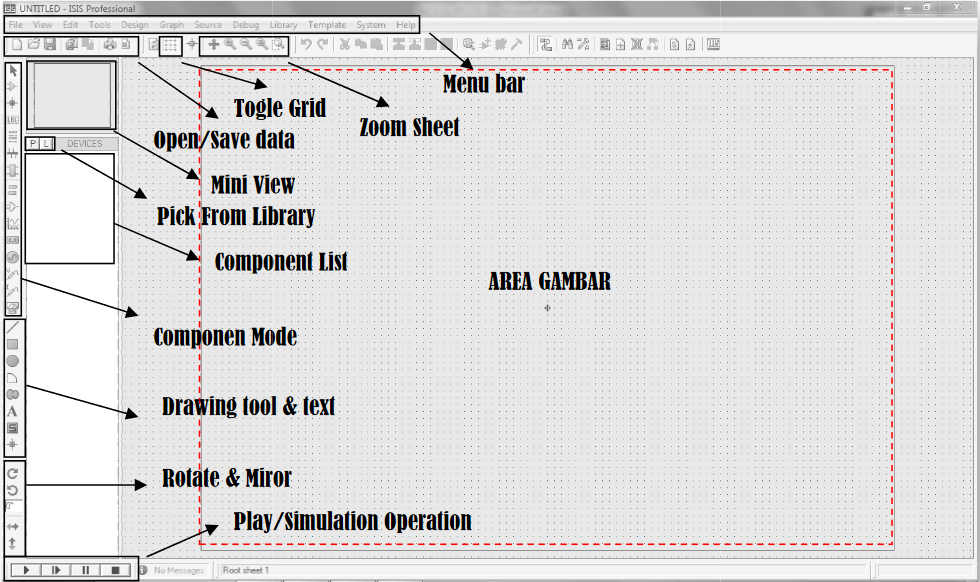 UNTITLED - ISIS Professional
File View Edit Tools Design Graph Source Debug Library Template System Help
Menu bar
Togle Grid
Zoom Sheet
Open/Save data
P L DEVICES
Mini View
Pick From Library
Component List
AREA GAMBAR
Componen Mode
Drawing tool & text
A
S
Rotate & Miror
Play/Simulation Operation
No Messages Root sheet 1